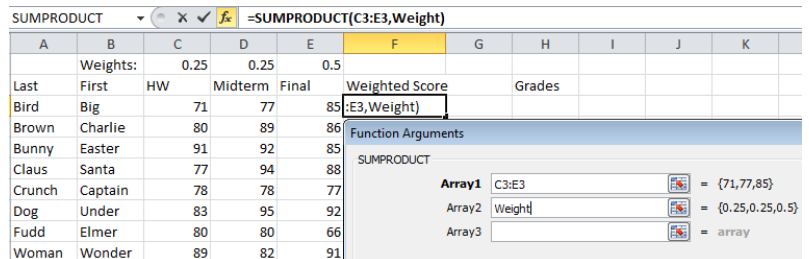 SUMPRODUCT fx =SUMPRODUCT(C3:E3,Weight)
A B C D E F G H I J K
Weights: 0.25 0.25 0.5
Last First HW Midterm Final Weighted Score Grades
Bird Big 71 77 85 :E3,Weight)
Brown Charlie 80 89 86
Bunny Easter 91 92 85
Claus Santa 77 94 88
Crunch Captain 78 78 77
Dog Under 83 95 92
Fudd Elmer 80 80 66
Woman Wonder 89 82 91
Function Arguments
SUMPRODUCT
Array1 C3:E3 = {71,77,85}
Array2 Weight = {0.25,0.25,0.5}
Array3 = array